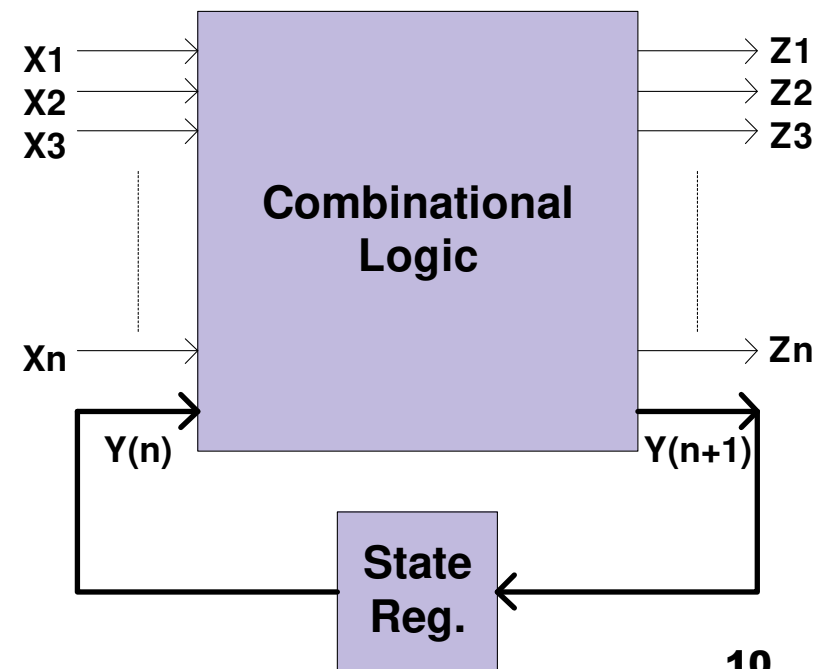 X1
X2
X3
Xn
Combinational
Logic
Z1
Z2
Z3
Zn
Y(n)
Y(n+1)
State
Reg.
10